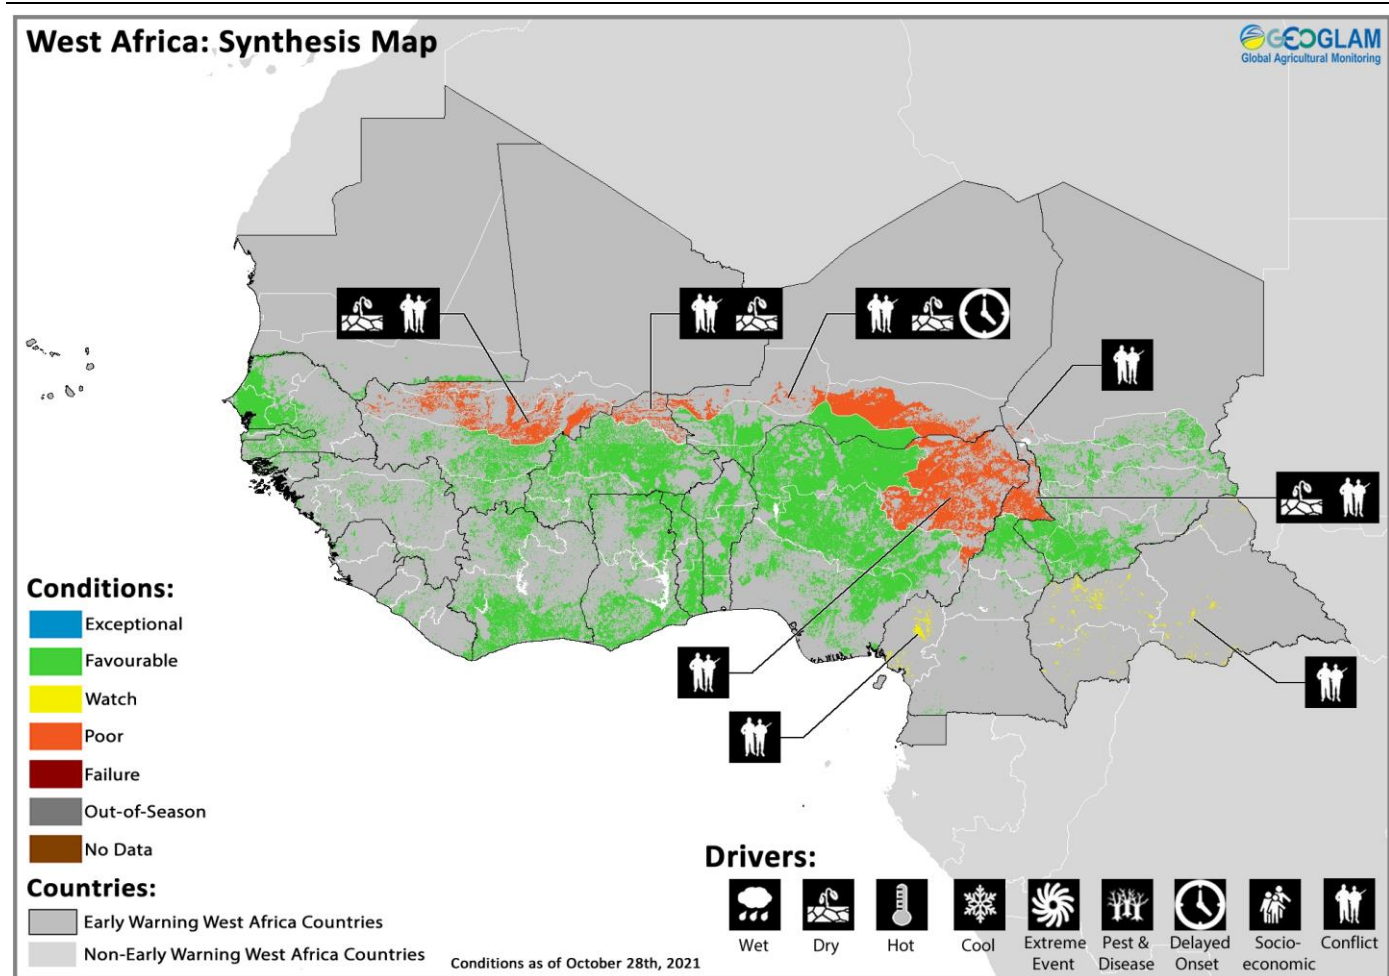 West Africa: Synthesis Map
GEOGLAM
Global Agricultural Monitoring
Conditions:
Exceptional
Favourable
Watch
Poor
Failure
Out-of-Season
No Data
Countries:
Early Warning West Africa Countries
Non-Early Warning West Africa Countries
Conditions as of October 28th, 2021
Drivers:
Wet
Dry
Hot
Cool
Extreme
Event
Pest &
Disease
Delayed
Onset
Socio-
economic
Conflict